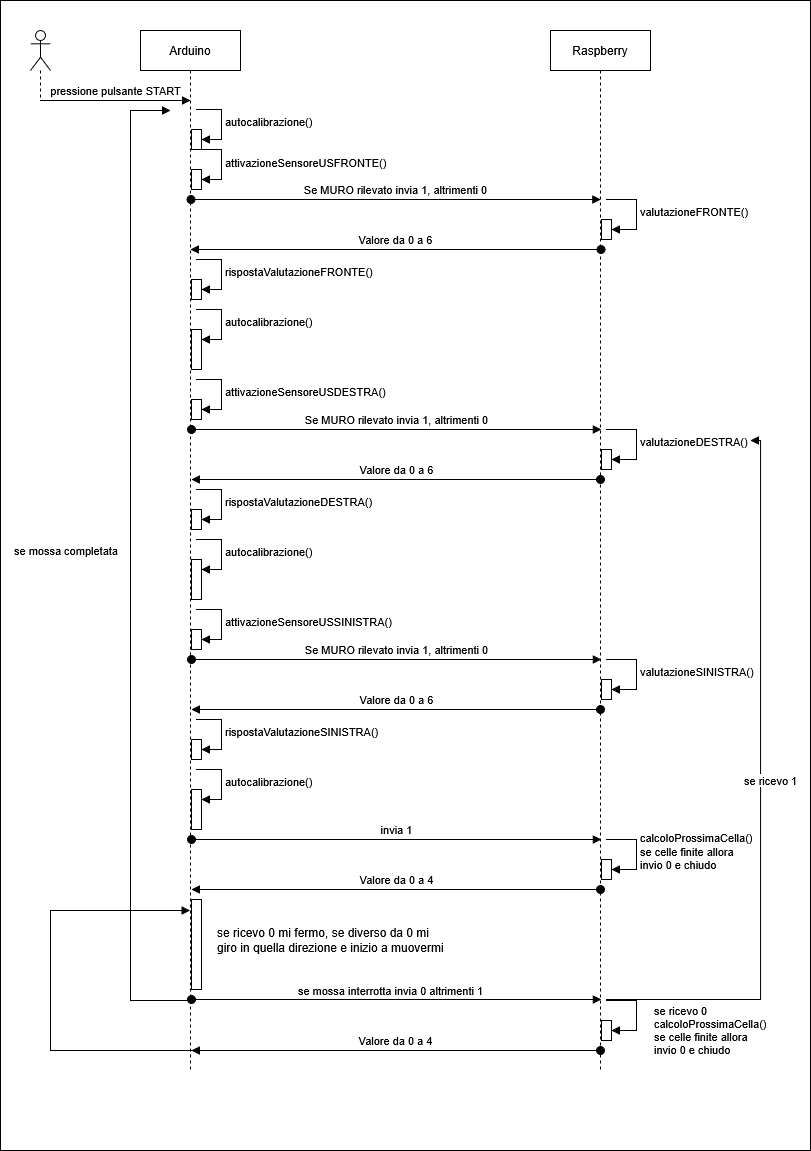 Arduino
Raspberry
pressione pulsante START
autocalibrazione()
attivazioneSensoreUSFRONTE()
Se MURO rilevato invia 1, altrimenti 0
valutazioneFRONTE()
Valore da 0 a 6
rispostaValutazioneFRONTE()
autocalibrazione()
attivazioneSensoreUSDESTRA()
Se MURO rilevato invia 1, altrimenti 0
valutazioneDESTRA()
Valore da 0 a 6
rispostaValutazioneDESTRA()
se mossa completata
autocalibrazione()
attivazioneSensoreUSSINISTRA()
Se MURO rilevato invia 1, altrimenti 0
valutazioneSINISTRA()
Valore da 0 a 6
rispostaValutazioneSINISTRA()
autocalibrazione()
se ricevo 1
invia 1
calcoloProssimaCella()
se celle finite allora
invio 0 e chiudo
Valore da 0 a 4
se ricevo 0 mi fermo, se diverso da 0 mi
giro in quella direzione e inizio a muovermi
se mossa interrotta invia 0 altrimenti 1
se ricevo 0
calcoloProssimaCella()
se celle finite allora
invio 0 e chiudo
Valore da 0 a 4